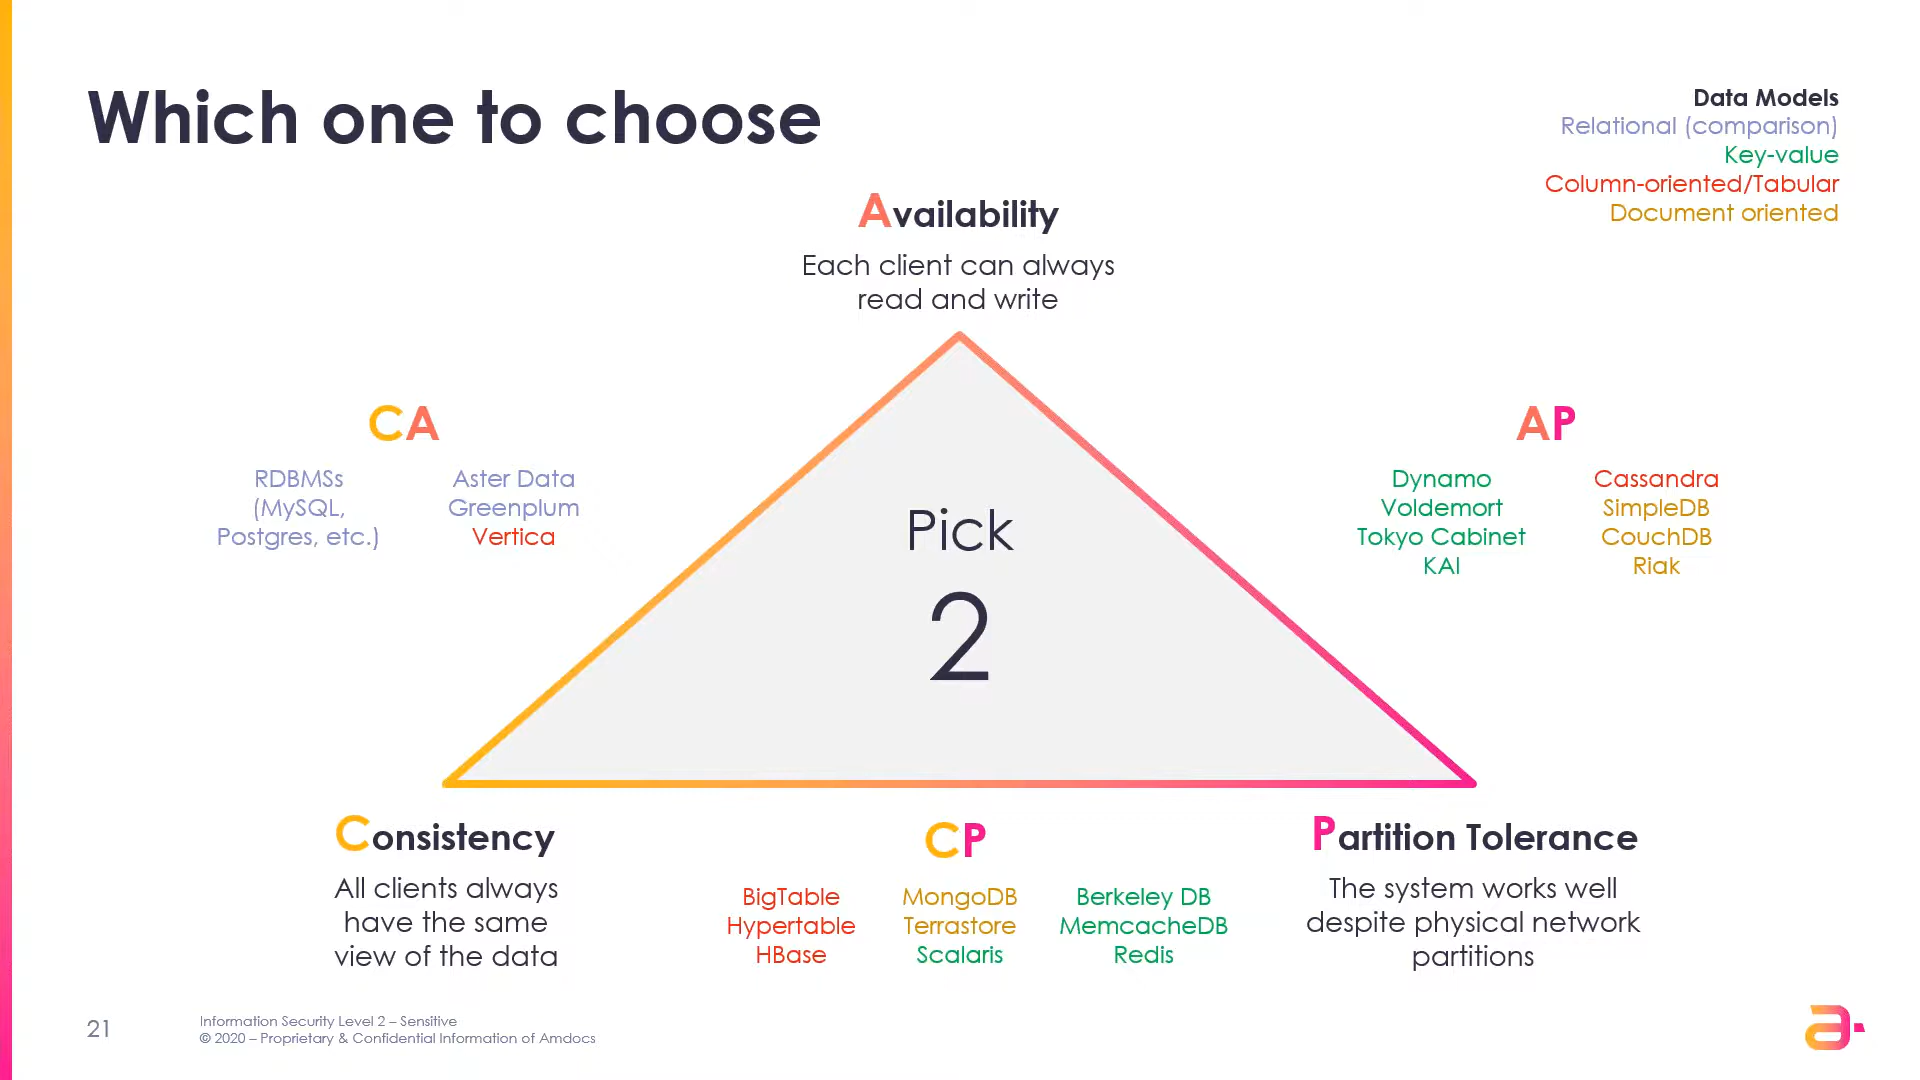 Which one to choose
Data Models
Relational (comparison)
Key-value
Column-oriented/Tabular
Document oriented
Availability
Each client can always
read and write
CA
RDBMSs
(MySQL,
Postgres, etc.)
Aster Data
Greenplum
Vertica
AP
Dynamo
Voldemort
Tokyo Cabinet
KAI
Cassandra
SimpleDB
CouchDB
Riak
Pick
2
Consistency
All clients always
have the same
view of the data
CP
BigTable
Hypertable
HBase
MongoDB
Terrastore
Scalaris
Berkeley DB
MemcacheDB
Redis
Partition Tolerance
The system works well
despite physical network
partitions
21
Information Security Level 2 – Sensitive
© 2020 – Proprietary & Confidential Information of Amdocs
a